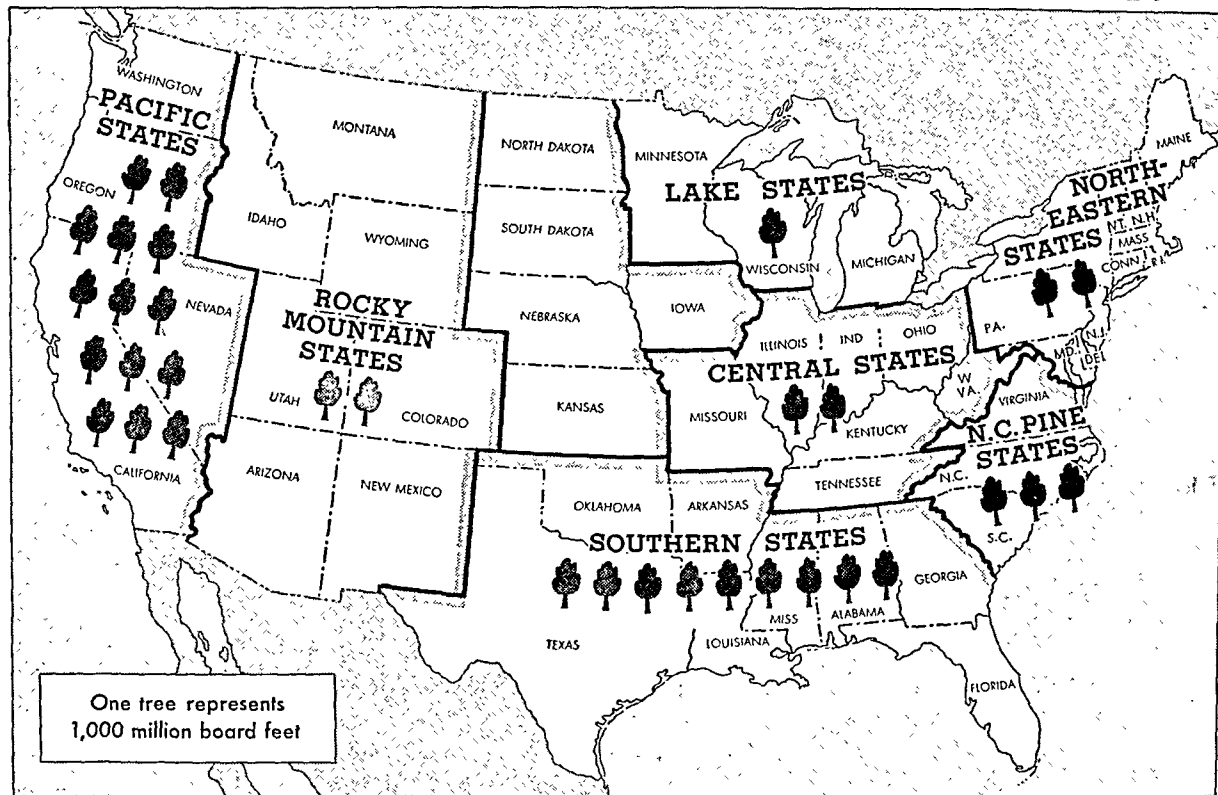 WASHINGTON
PACIFIC
STATES
OREGON
NEVADA
CALIFORNIA
MONTANA
IDAHO
WYOMING
ROCKY
MOUNTAIN
STATES
UTAH
COLORADO
ARIZONA
NEW MEXICO
NORTH DAKOTA
SOUTH DAKOTA
NEBRASKA
KANSAS
MINNESOTA
LAKE STATES
WISCONSIN
MICHIGAN
IOWA
ILLINOIS
IND
OHIO
CENTRAL STATES
MISSOURI
KENTUCKY
W
VA.
TENNESSEE
MAINE
NORTH-
EASTERN
STATES
VT.
N.H.
MASS
CONN
R.I.
PA.
N.J.
MD.
DEL
VIRGINIA
N.C. PINE
STATES
N.C.
S.C.
OKLAHOMA
ARKANSAS
SOUTHERN STATES
TEXAS
LOUISIANA
MISS
ALABAMA
GEORGIA
FLORIDA
One tree represents
1,000 million board feet